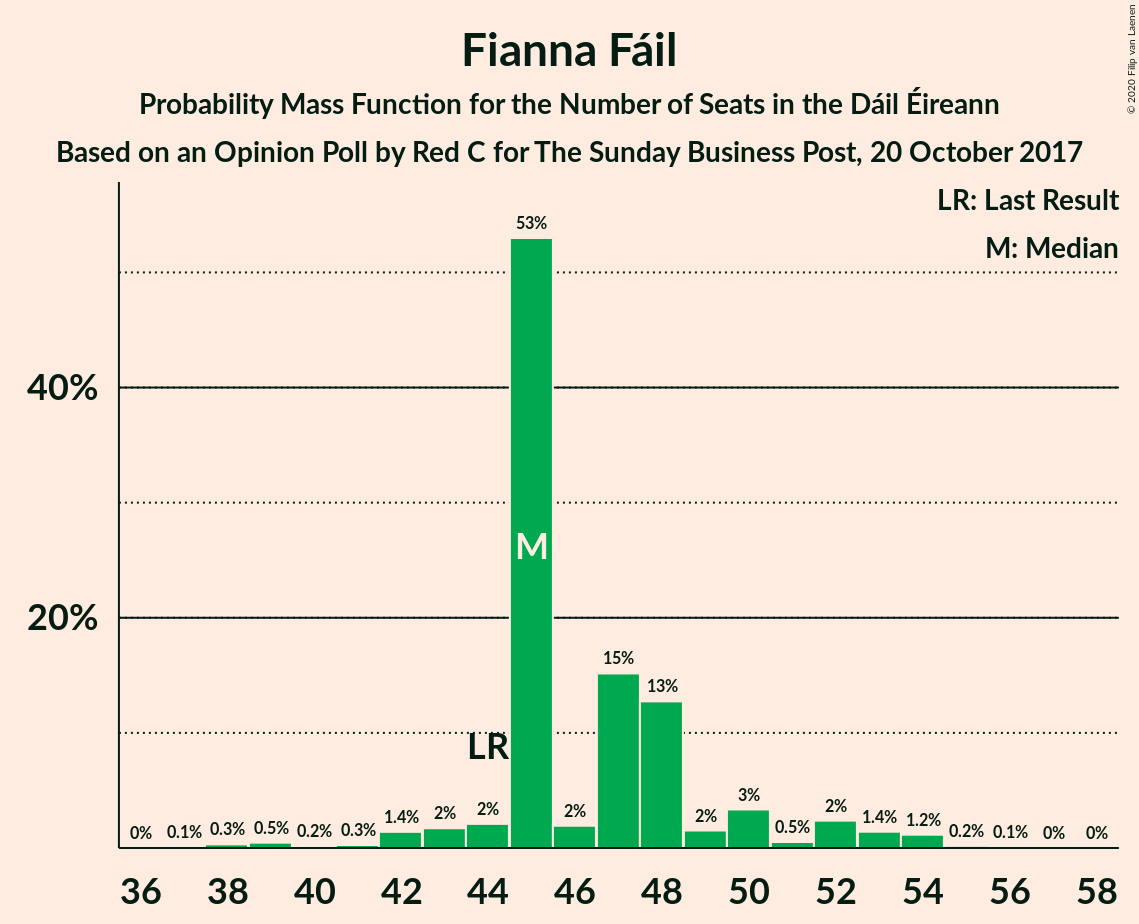 Fianna Fáil
Probability Mass Function for the Number of Seats in the Dáil Éireann
Based on an Opinion Poll by Red C for The Sunday Business Post, 20 October 2017
© 2020 Filip van Laenen
LR: Last Result
M: Median
40%
20%
0%
0.1%
0.3%
0.5%
0.2%
0.3%
1.4%
2%
2%
53%
2%
15%
13%
2%
3%
0.5%
2%
1.4%
1.2%
0.2%
0.1%
0%
0%
LR
M
36 38 40 42 44 46 48 50 52 54 56 58